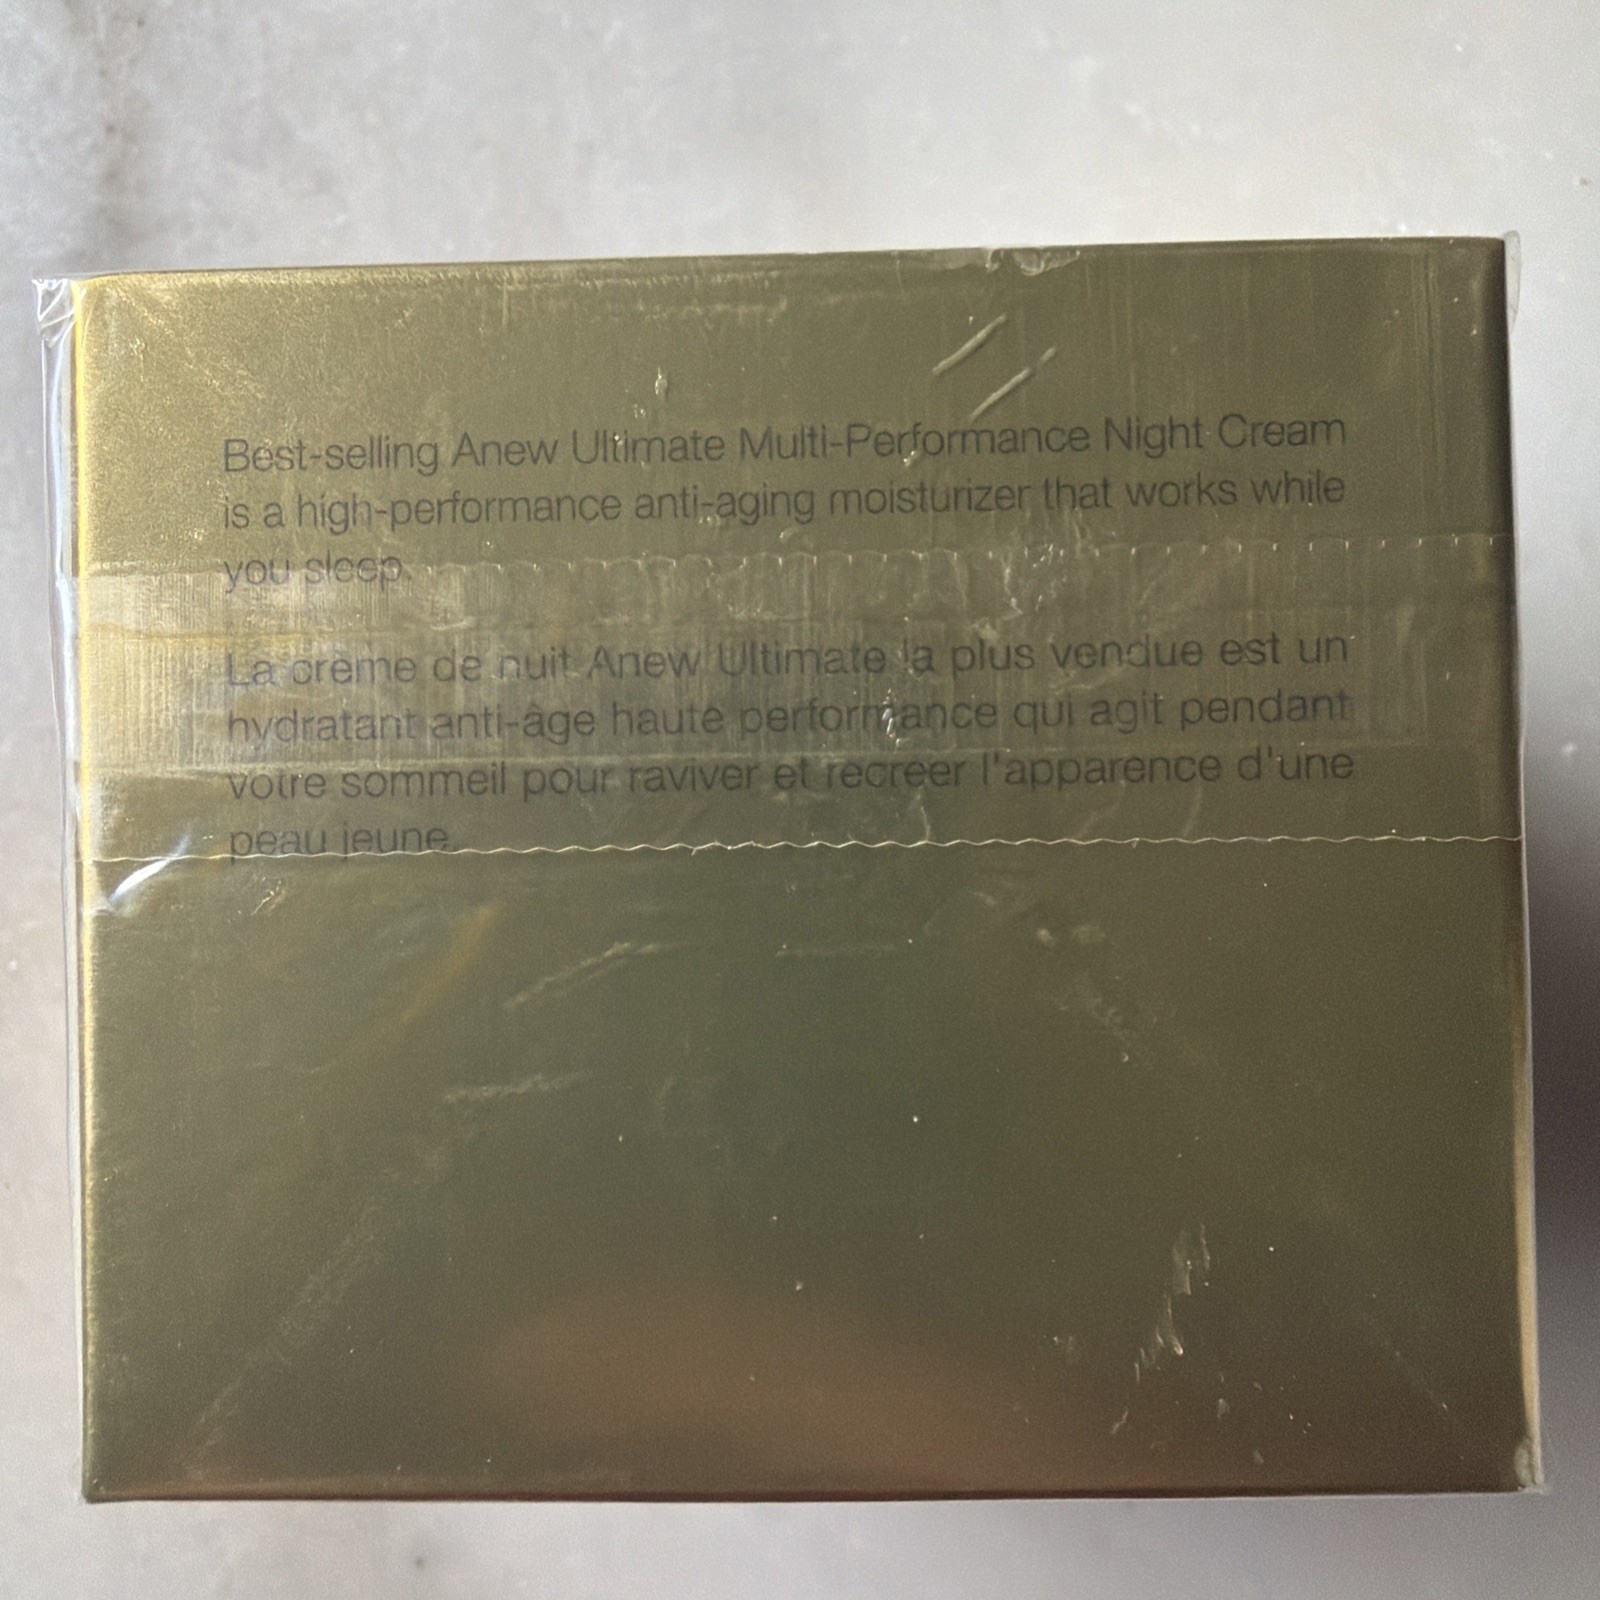 Best-selling Anew Ultimate Multi-Performance Night Cream
is a high-performance anti-aging moisturizer that works while
you sleep.
La crème de nuit Anew Ultimate la plus vendue est un
hydratant anti-âge haute performance qui agit pendant
votre sommeil pour raviver et recreer l'apparence d'une
peau jeune.